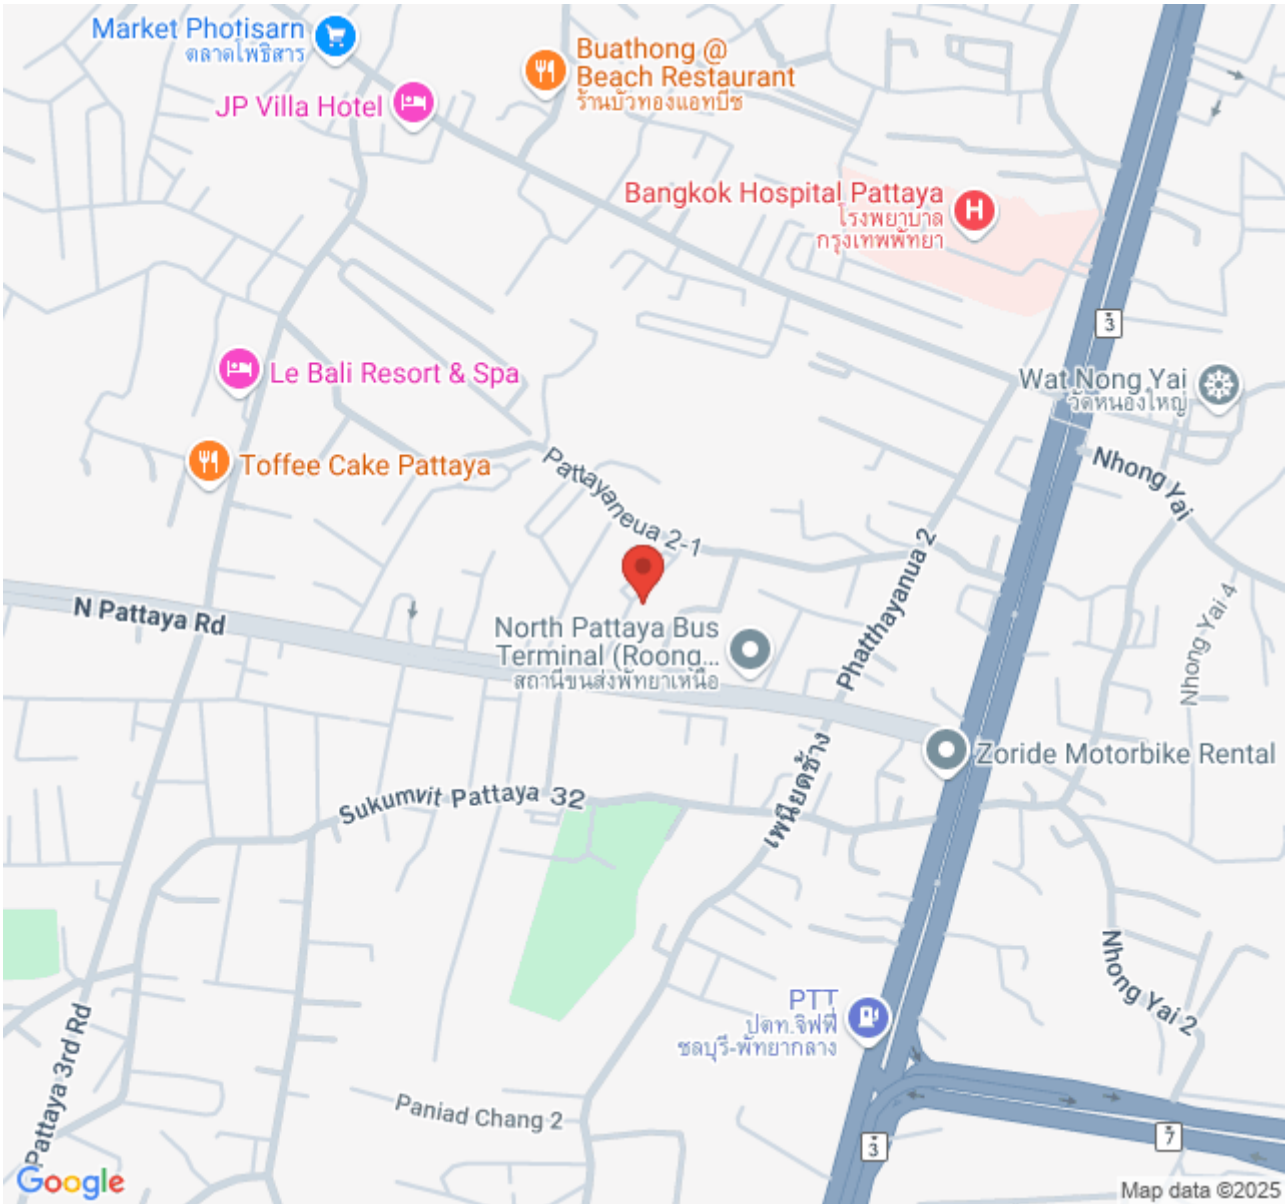 Market Photisarn
ตลาดโพธิสาร
Buathong @
Beach Restaurant
ร้านบัวทองแอทบีช
JP Villa Hotel
Bangkok Hospital Pattaya
โรงพยาบาล
กรุงเทพพัทยา
3
Le Bali Resort & Spa
Wat Nong Yai
วัดหนองใหญ่
Toffee Cake Pattaya
Pattayaneua 2-1
Nhong Yai
Phatthayanua 2
N Pattaya Rd
Nhong Yai 4
North Pattaya Bus
Terminal (Roong...
สถานีขนส่งพัทยาเหนือ
Zoride Motorbike Rental
Sukumvit Pattaya 32
เพนียดช้าง
Nhong Yai 2
PTT
ปตท.จิฟฟี่
ชลบุรี-พัทยากลาง
Pattaya 3rd Rd
Paniad Chang 2
3
7
Google
Map data ©2025